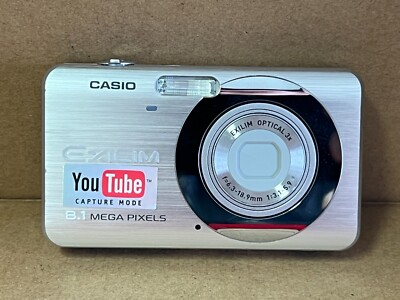 CASIO
EXILIM
YouTube™
CAPTURE MODE
8.1 MEGA PIXELS
EXILIM OPTICAL 3x
f=6.3-18.9mm 1:3.1-5.9